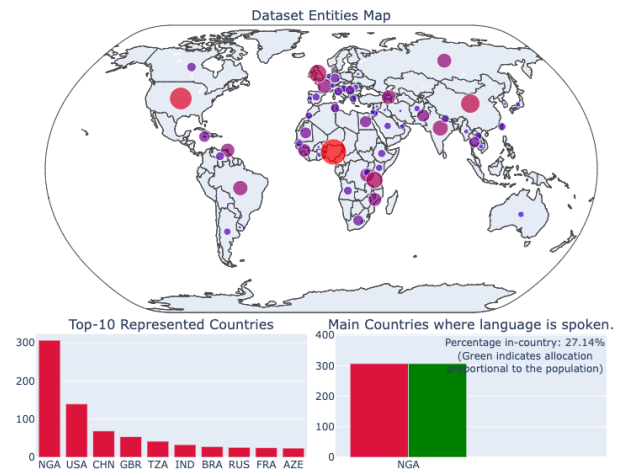 Dataset Entities Map
Top-10 Represented Countries
300
200
100
0
NGA USA CHN GBR TZA IND BRA RUS FRA AZE
Main Countries where language is spoken.
400
300
200
100
0
Percentage in-country: 27.14%
(Green indicates allocation
proportional to the population)
NGA